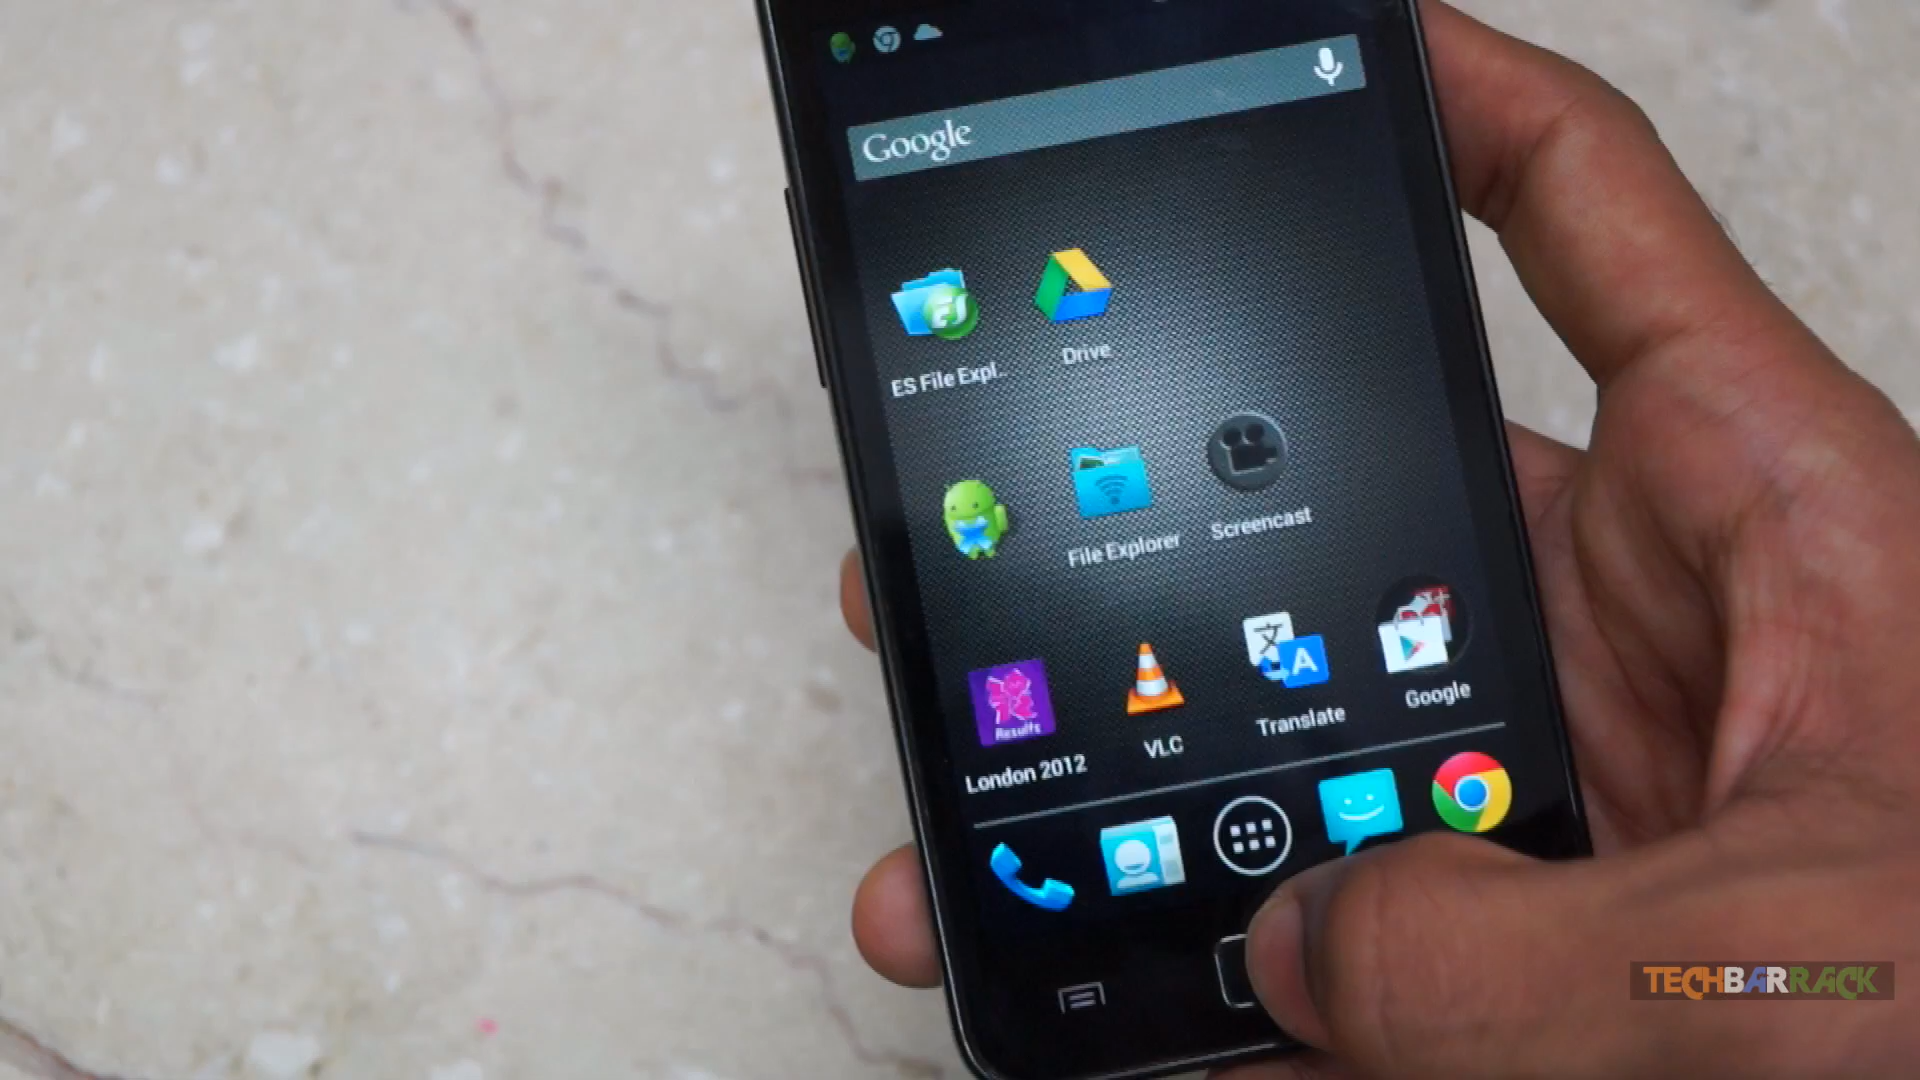 Google
ES File Expl..
Drive
File Explorer
Screencast
文 A
Results
London 2012
VLC
Translate
Google
TECHBARRACK